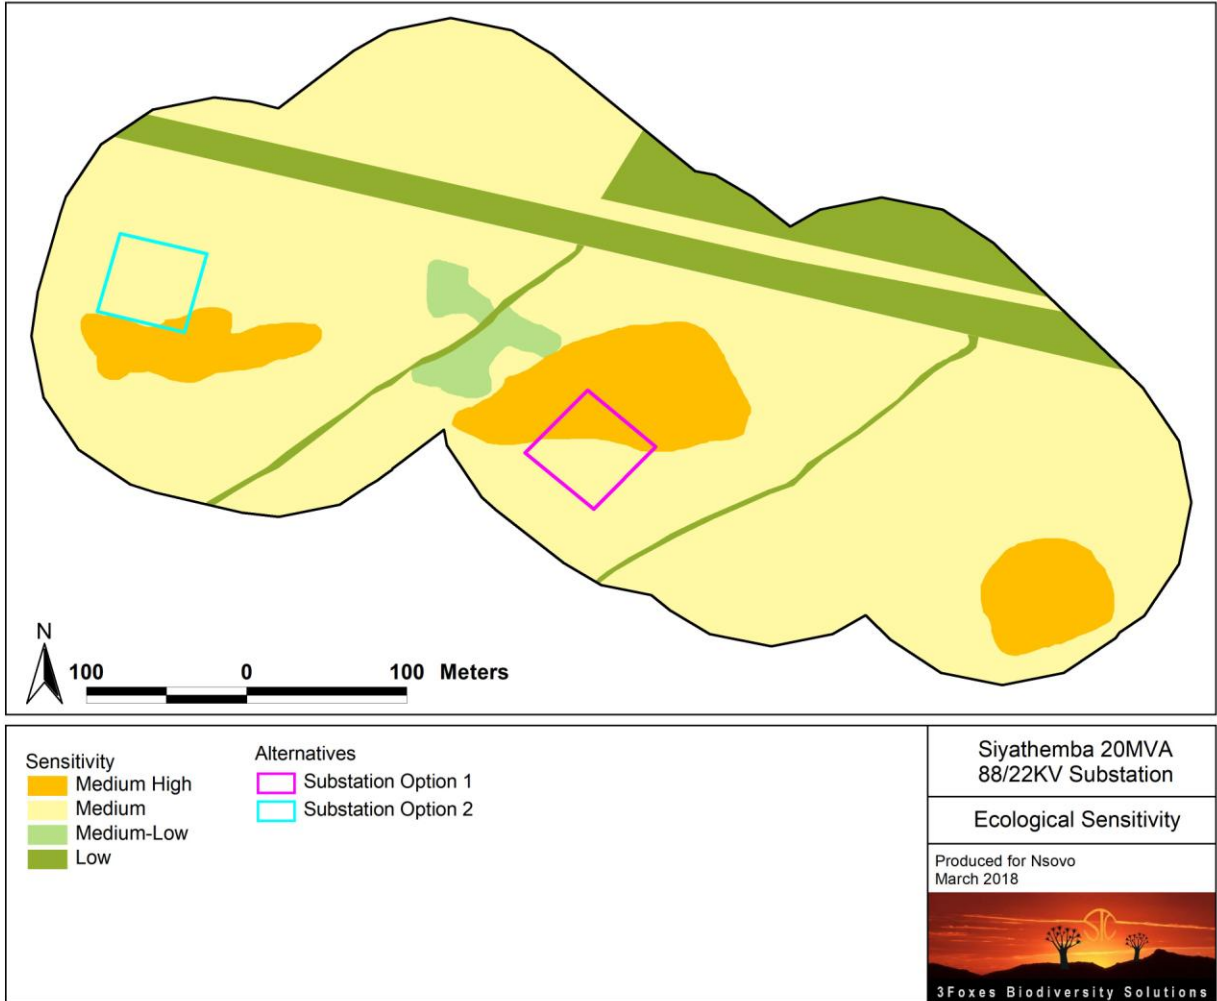 N
100 0 100 Meters
Sensitivity
Medium High
Medium
Medium-Low
Low
Alternatives
Substation Option 1
Substation Option 2
Siyathemba 20MVA
88/22KV Substation
Ecological Sensitivity
Produced for Nsovo
March 2018
3Foxes Biodiversity Solutions